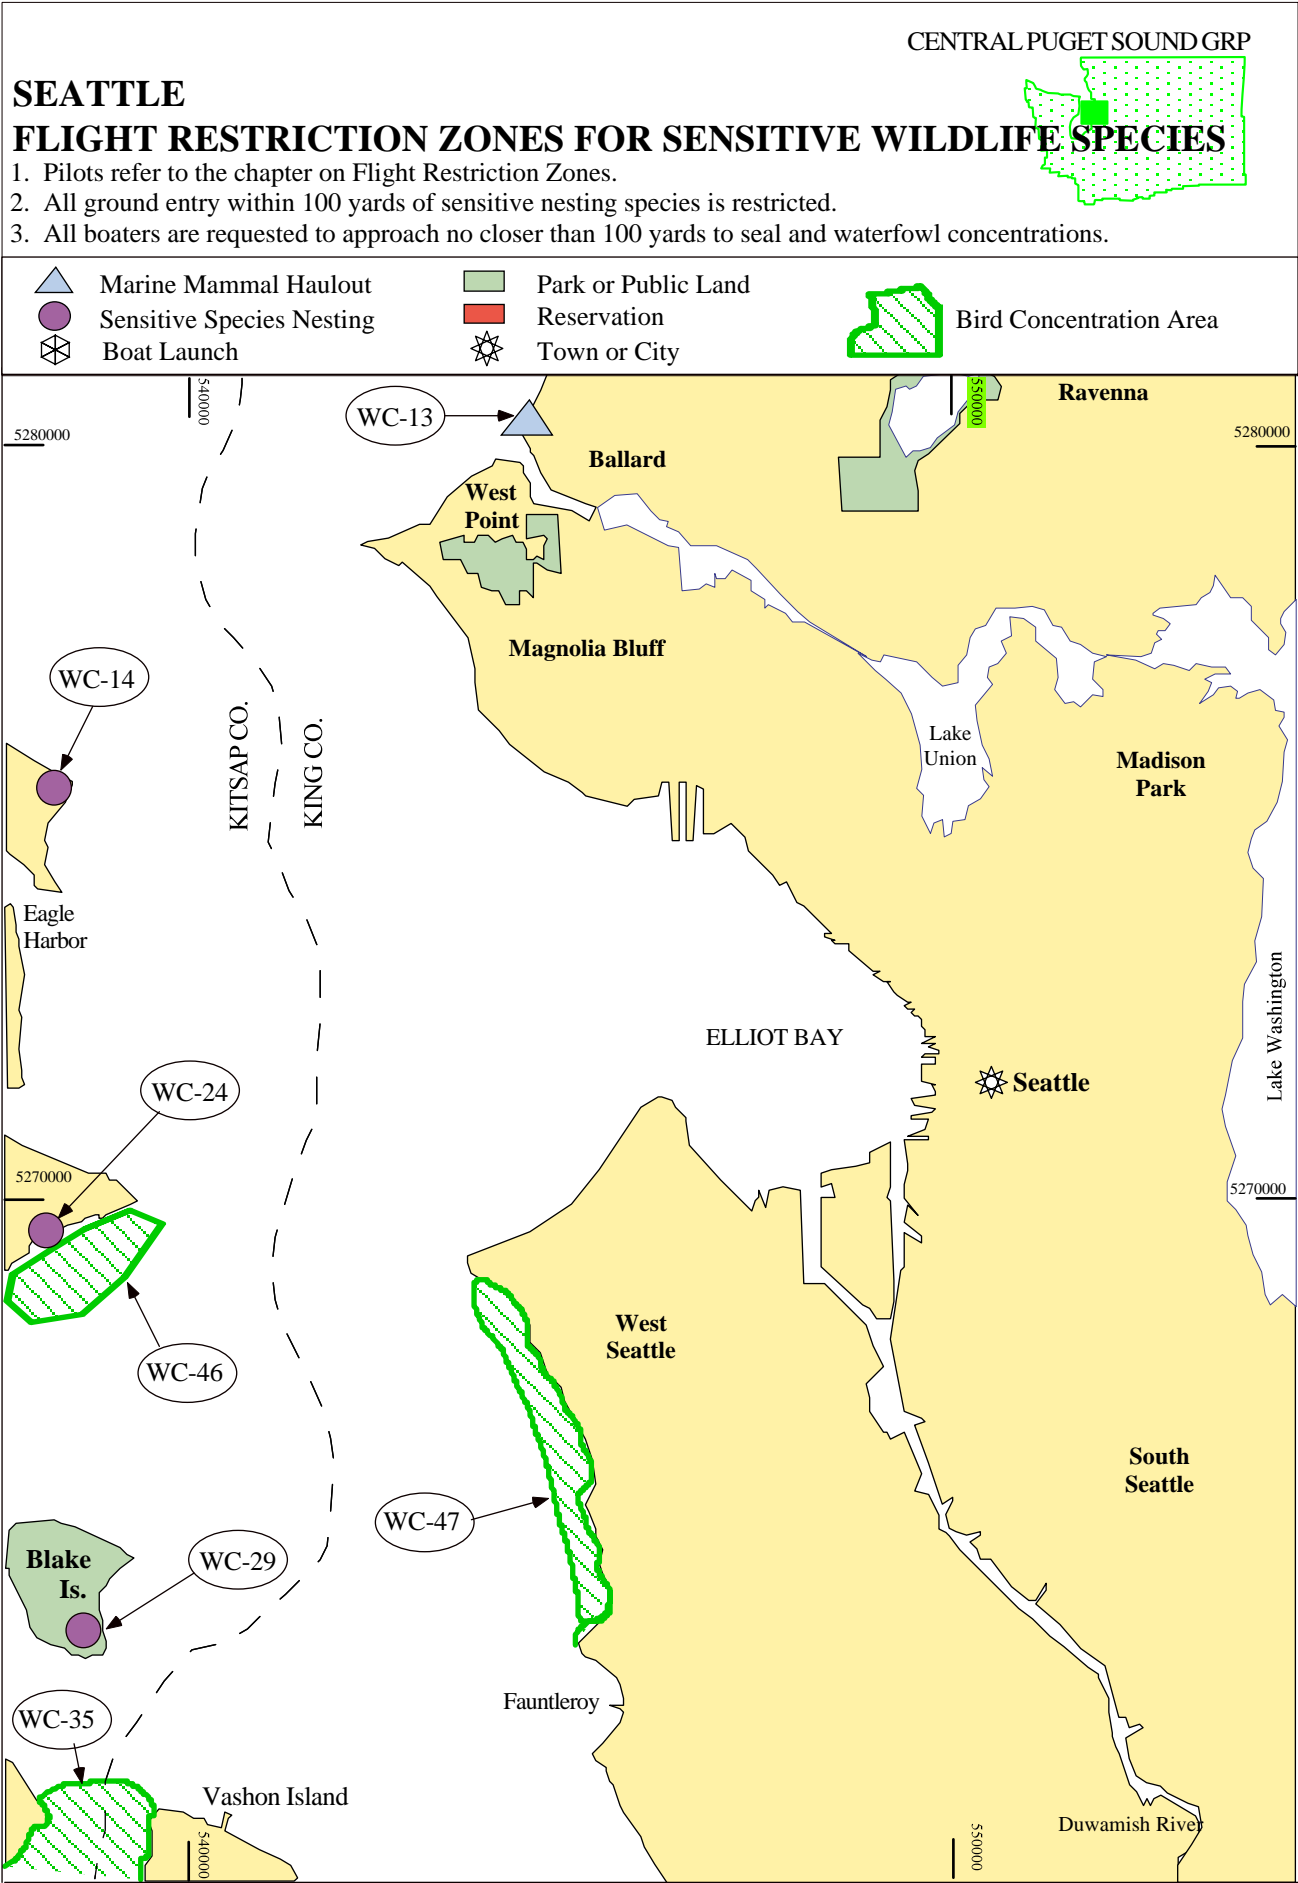 CENTRAL PUGET SOUND GRP
SEATTLE
FLIGHT RESTRICTION ZONES FOR SENSITIVE WILDLIFE SPECIES
1. Pilots refer to the chapter on Flight Restriction Zones.
2. All ground entry within 100 yards of sensitive nesting species is restricted.
3. All boaters are requested to approach no closer than 100 yards to seal and waterfowl concentrations.
Marine Mammal Haulout
Park or Public Land
Sensitive Species Nesting
Reservation
Bird Concentration Area
Boat Launch
Town or City
540000
WC-13
550000
Ravenna
5280000
5280000
Ballard
West
Point
Magnolia Bluff
WC-14
KITSAP CO.
KING CO.
Lake
Union
Madison
Park
Eagle
Harbor
Lake Washington
ELLIOT BAY
Seattle
WC-24
5270000
5270000
West
Seattle
WC-46
South
Seattle
WC-47
Blake
Is.
WC-29
Fauntleroy
WC-35
Vashon Island
Duwamish River
540000
550000